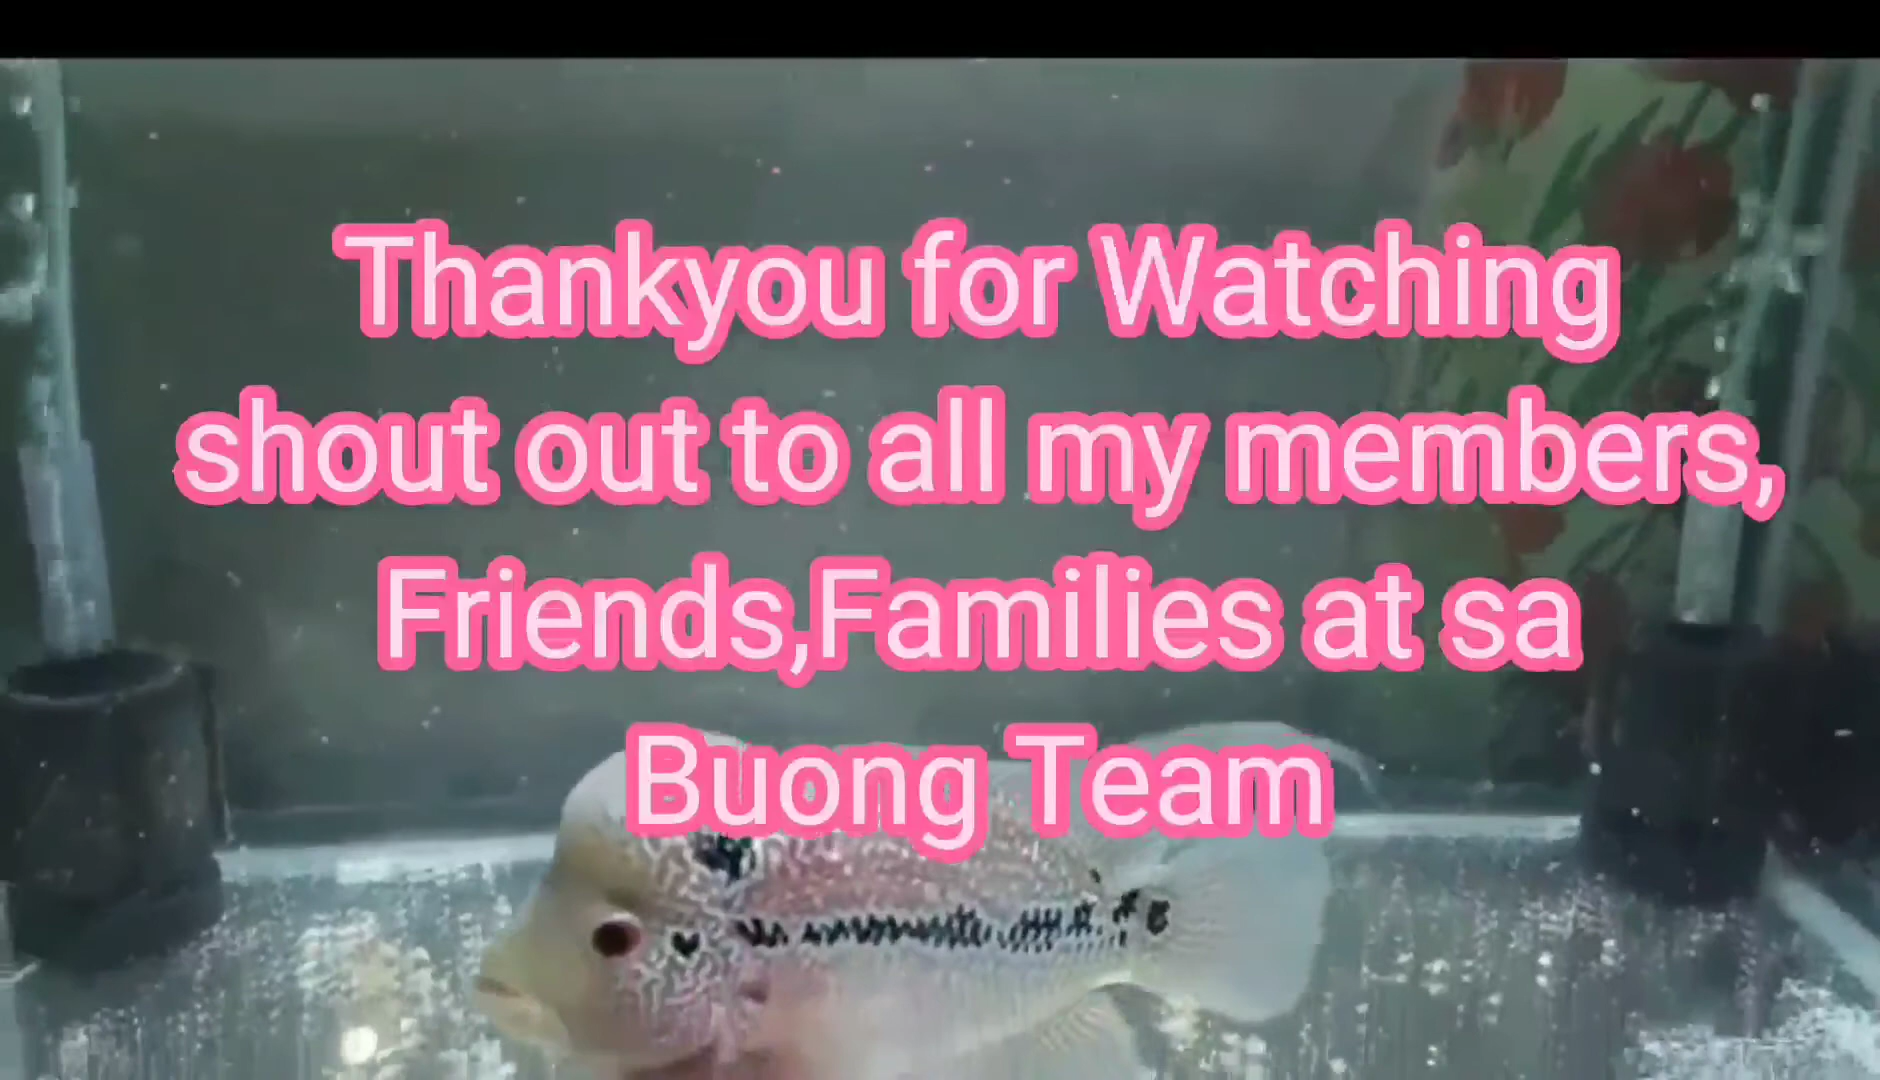 Thankyou for Watching
shout out to all my members,
Friends,Families at sa
Buong Team